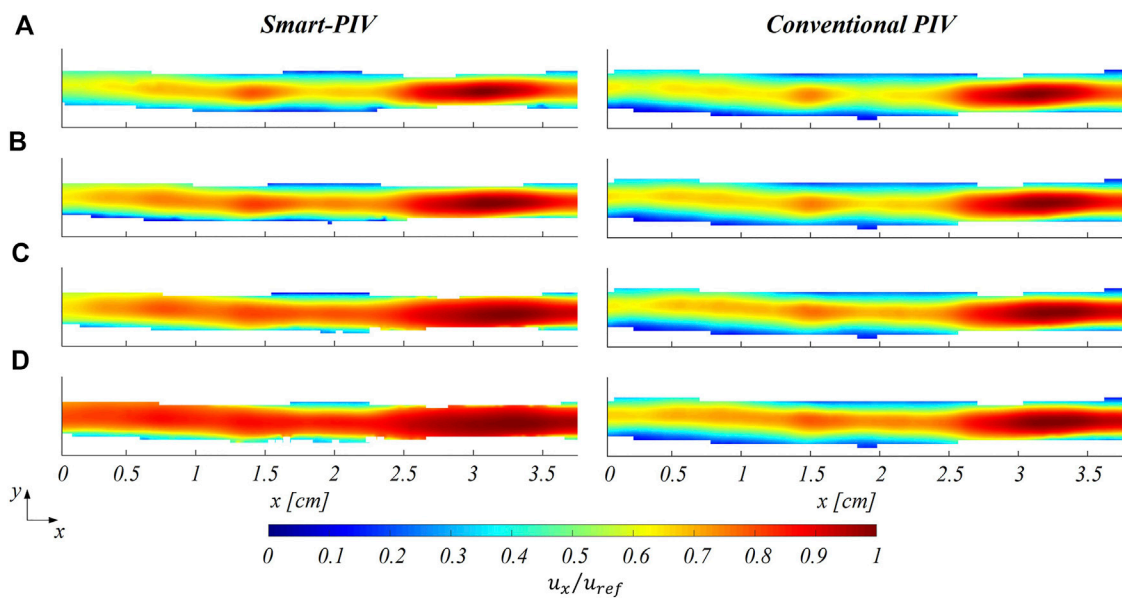 A
Smart-PIV
Conventional PIV
B
C
D
0 0.5 1 1.5 2 2.5 3 3.5
0 0.5 1 1.5 2 2.5 3 3.5
x [cm]
x [cm]
y
x
0 0.1 0.2 0.3 0.4 0.5 0.6 0.7 0.8 0.9 1
u_x/u_ref